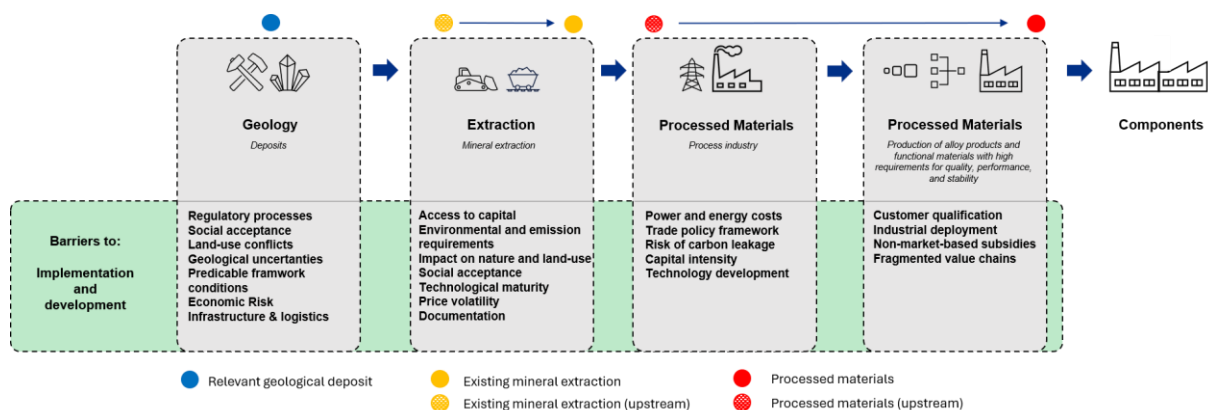 Geology
Deposits
Extraction
Mineral extraction
Processed Materials
Process industry
Processed Materials
Production of alloy products and
functional materials with high
requirements for quality, performance,
and stability
Components
Barriers to:
Implementation
and
development
Regulatory processes
Social acceptance
Land-use conflicts
Geological uncertanties
Predicable framwork
conditions
Economic Risk
Infrastructure & logistics
Access to capital
Environmental and emission
requirements
Impact on nature and land-use
Social acceptance
Technological maturity
Price volatility
Documentation
Power and energy costs
Trade policy framework
Risk of carbon leakage
Capital intensity
Technology development
Customer qualification
Industrial deployment
Non-market-based subsidies
Fragmented value chains
Relevant geological deposit
Existing mineral extraction
Existing mineral extraction (upstream)
Processed materials
Processed materials (upstream)